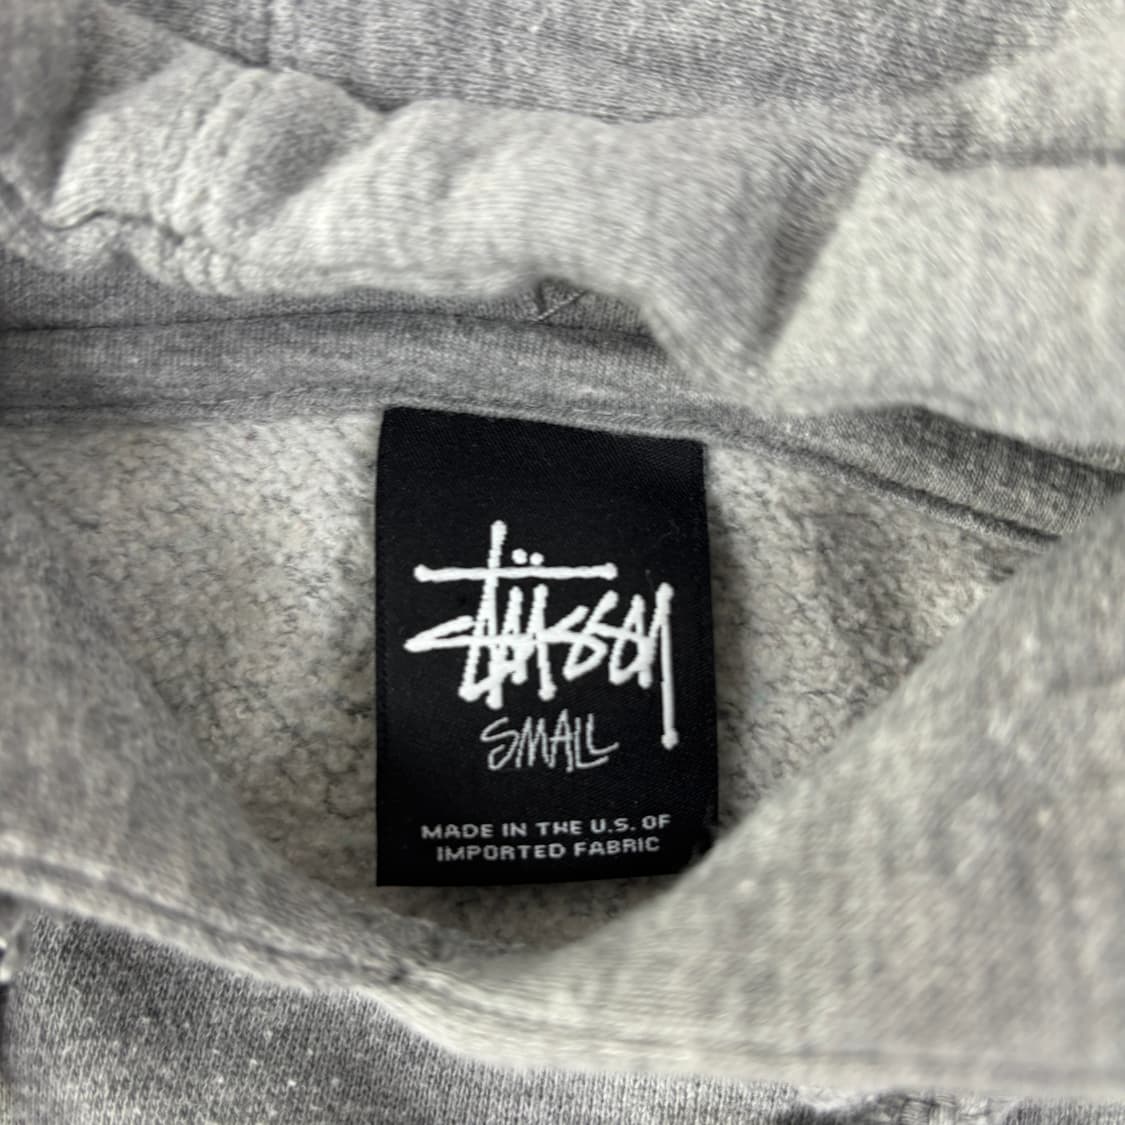 Stüssy
SMALL
MADE IN THE U.S. OF
IMPORTED FABRIC